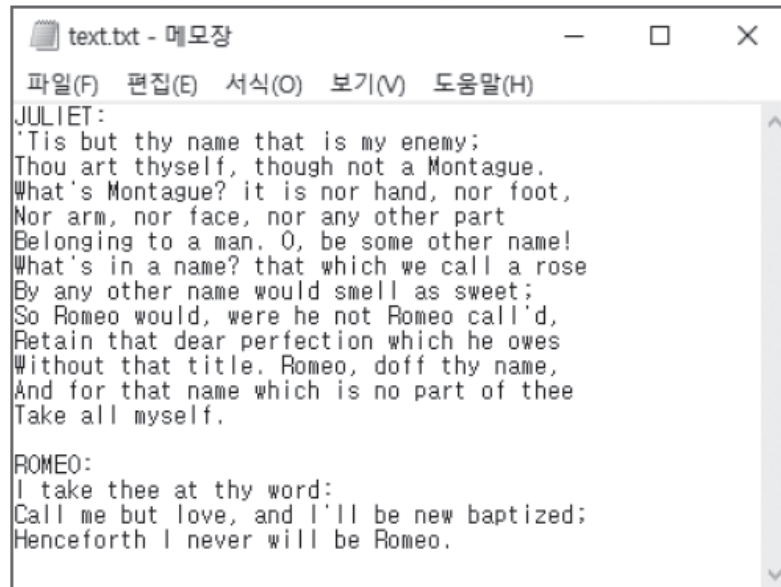 text.txt - 메모장
파일(F) 편집(E) 서식(O) 보기(V) 도움말(H)
JULIET:
'Tis but thy name that is my enemy;
Thou art thyself, though not a Montague.
What's Montague? it is nor hand, nor foot,
Nor arm, nor face, nor any other part
Belonging to a man. O, be some other name!
What's in a name? that which we call a rose
By any other name would smell as sweet;
So Romeo would, were he not Romeo call'd,
Retain that dear perfection which he owes
Without that title. Romeo, doff thy name,
And for that name which is no part of thee
Take all myself.
ROMEO:
I take thee at thy word:
Call me but love, and I'll be new baptized;
Henceforth I never will be Romeo.